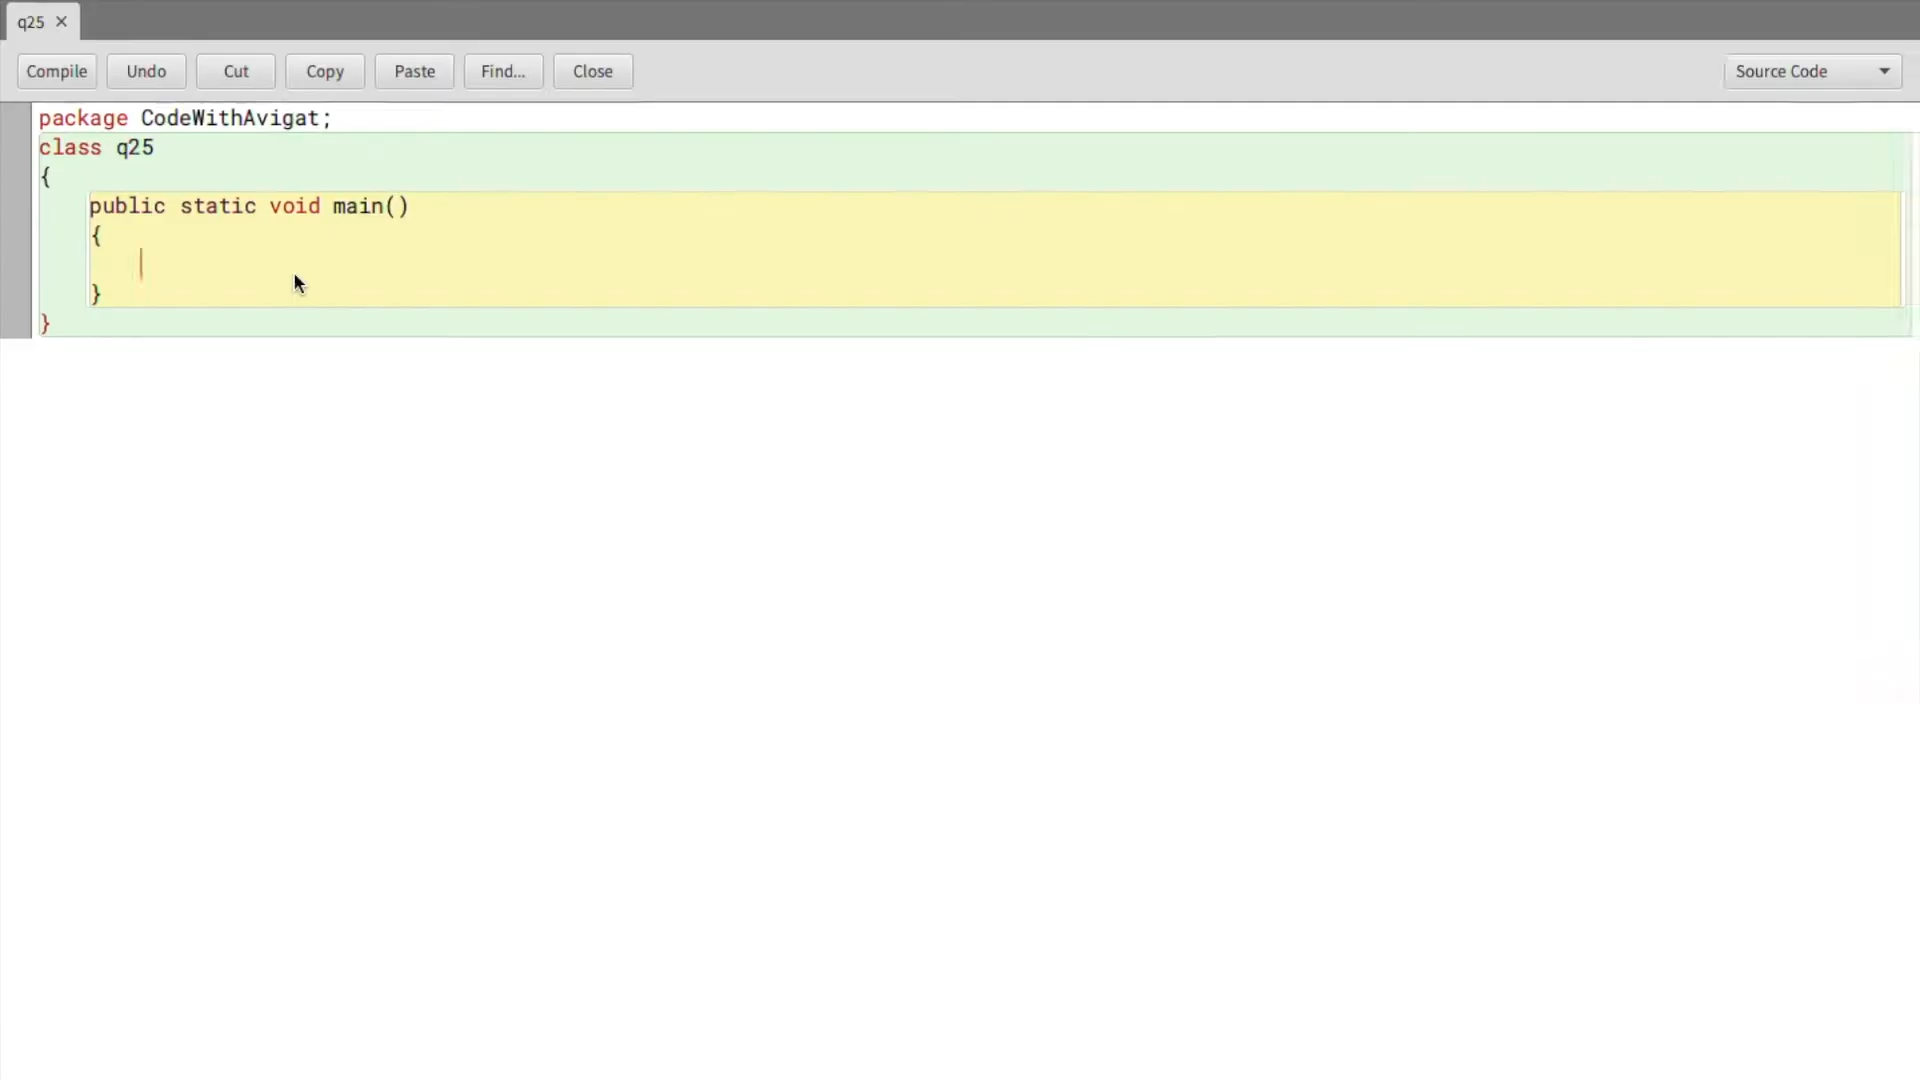 q25 ×
Compile Undo Cut Copy Paste Find... Close Source Code
package CodeWithAvigat;
class q25
{
    public static void main()
    {
    }
}